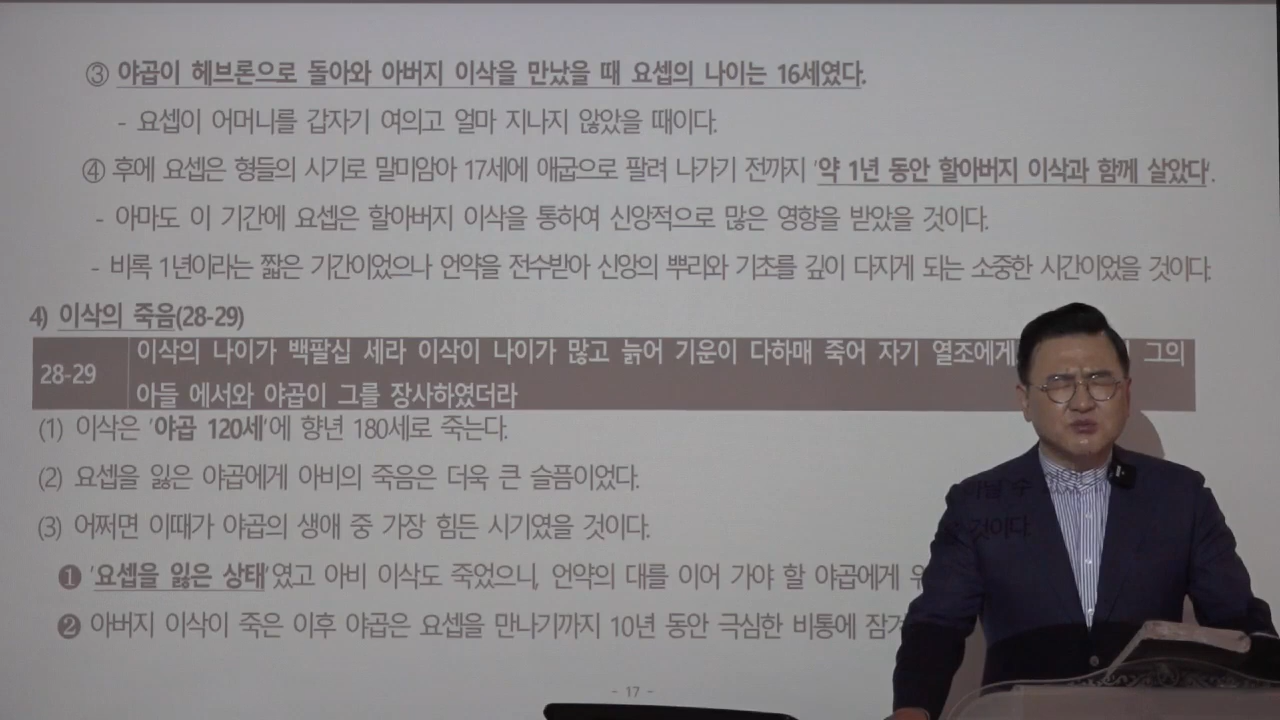 ③ 야곱이 헤브론으로 돌아와 아버지 이삭을 만났을 때 요셉의 나이는 16세였다.
- 요셉이 어머니를 갑자기 여의고 얼마 지나지 않았을 때이다.
④ 후에 요셉은 형들의 시기로 말미암아 17세에 애굽으로 팔려 나가기 전까지 '약 1년 동안 할아버지 이삭과 함께 살았다'.
- 아마도 이 기간에 요셉은 할아버지 이삭을 통하여 신앙적으로 많은 영향을 받았을 것이다.
- 비록 1년이라는 짧은 기간이었으나 언약을 전수받아 신앙의 뿌리와 기초를 깊이 다지게 되는 소중한 시간이었을 것이다.
4) 이삭의 죽음(28-29)
28-29 이삭의 나이가 백팔십 세라 이삭이 나이가 많고 늙어 기운이 다하매 죽어 자기 열조에게 그의
아들 에서와 야곱이 그를 장사하였더라
(1) 이삭은 '야곱 120세'에 향년 180세로 죽는다.
(2) 요셉을 잃은 야곱에게 아비의 죽음은 더욱 큰 슬픔이었다.
(3) 어쩌면 이때가 야곱의 생애 중 가장 힘든 시기였을 것이다.
❶ '요셉을 잃은 상태'였고 아비 이삭도 죽었으니, 언약의 대를 이어 가야 할 야곱에게
❷ 아버지 이삭이 죽은 이후 야곱은 요셉을 만나기까지 10년 동안 극심한 비통에
것이다
- 17 -